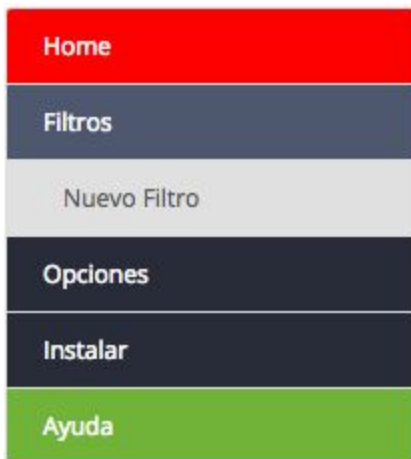 Home
Filtros
Nuevo Filtro
Opciones
Instalar
Ayuda